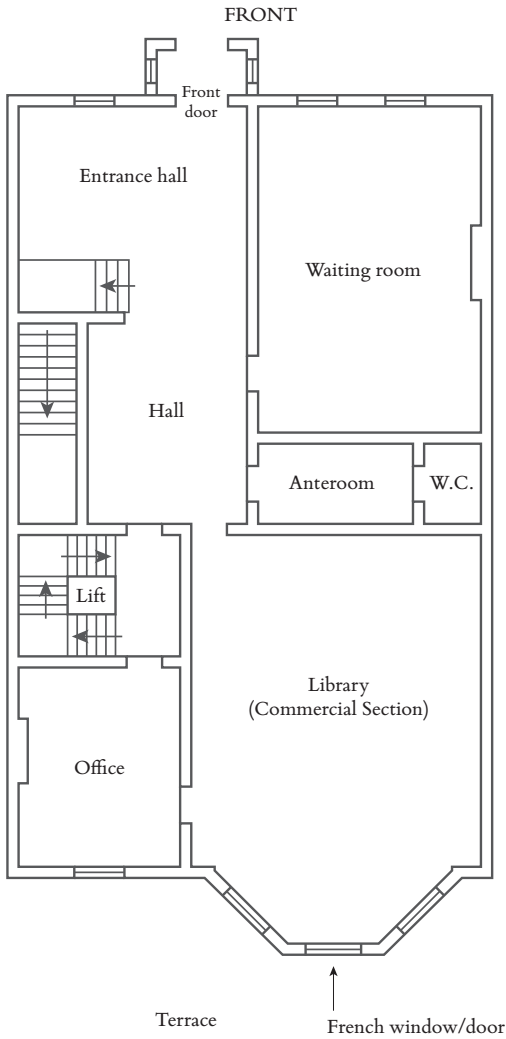 FRONT
Front
door
Entrance hall
Waiting room
Hall
Anteroom
W.C.
Lift
Library
(Commercial Section)
Office
Terrace
French window/door